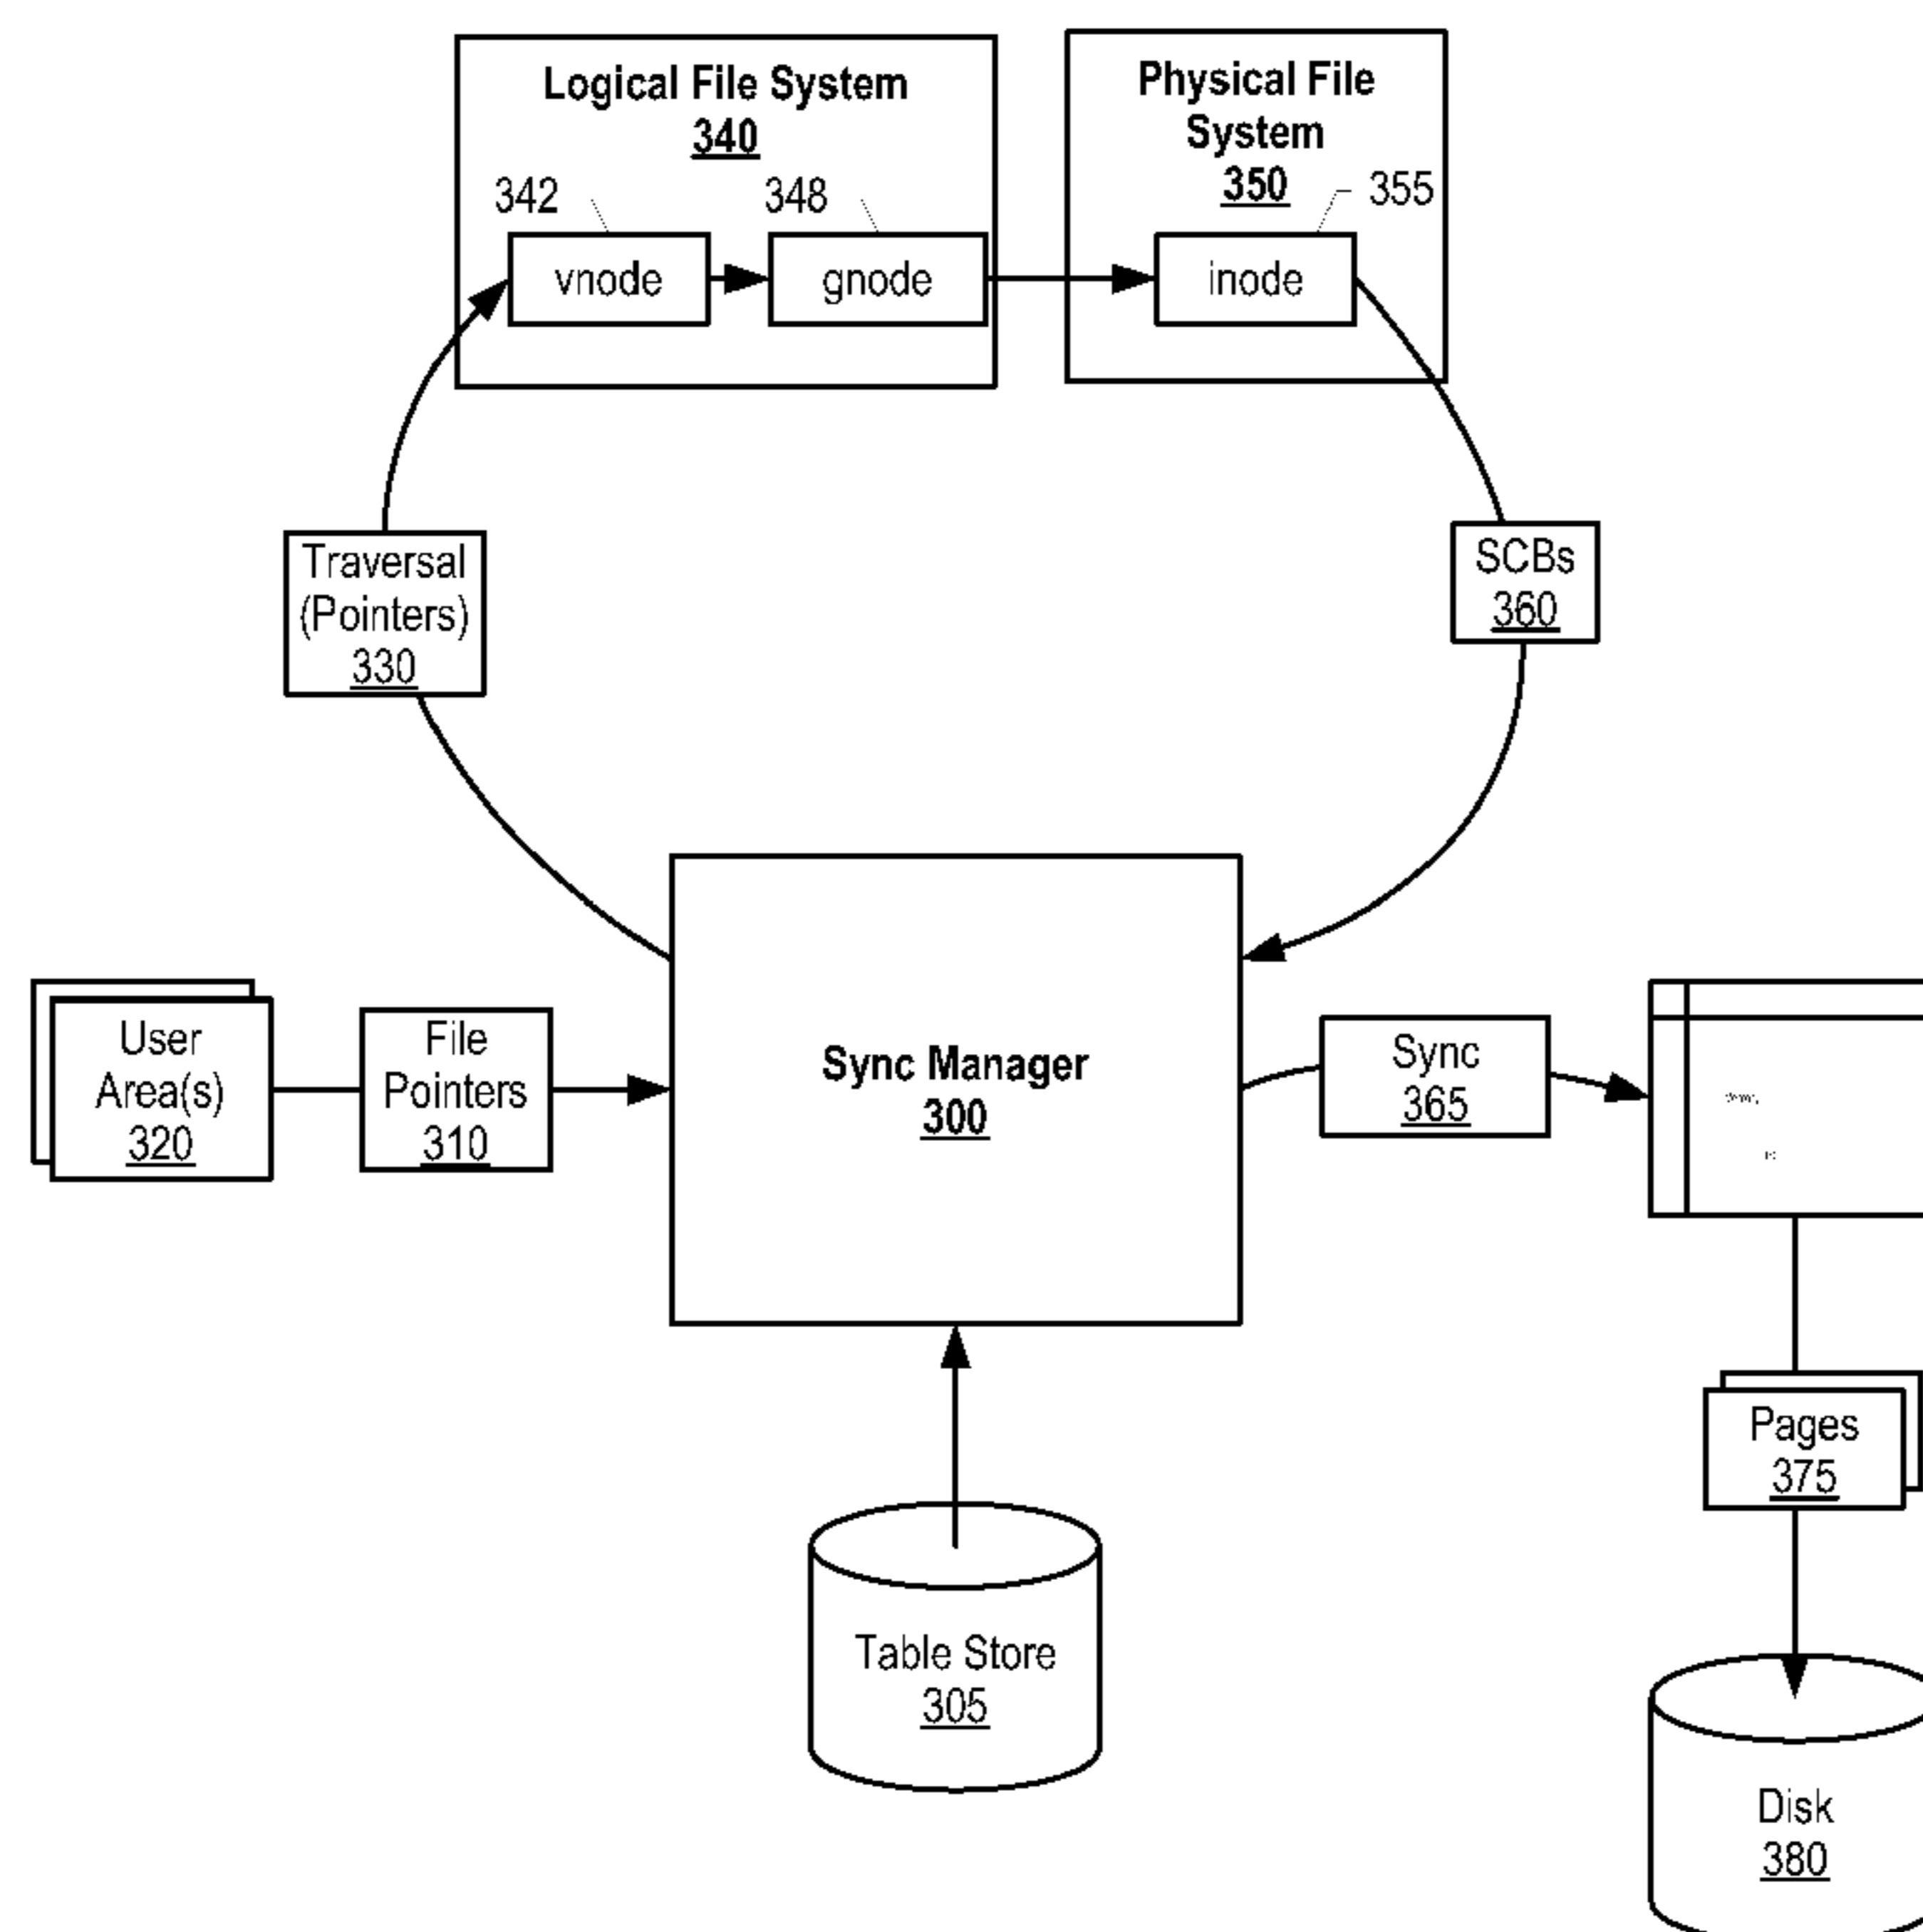 Logical File System
340
Physical File
System
350
342
348
355
vnode
gnode
inode
Traversal
(Pointers)
330
SCBs
360
User
Area(s)
320
File
Pointers
310
Sync Manager
300
Sync
365
Pages
375
Table Store
305
Disk
380